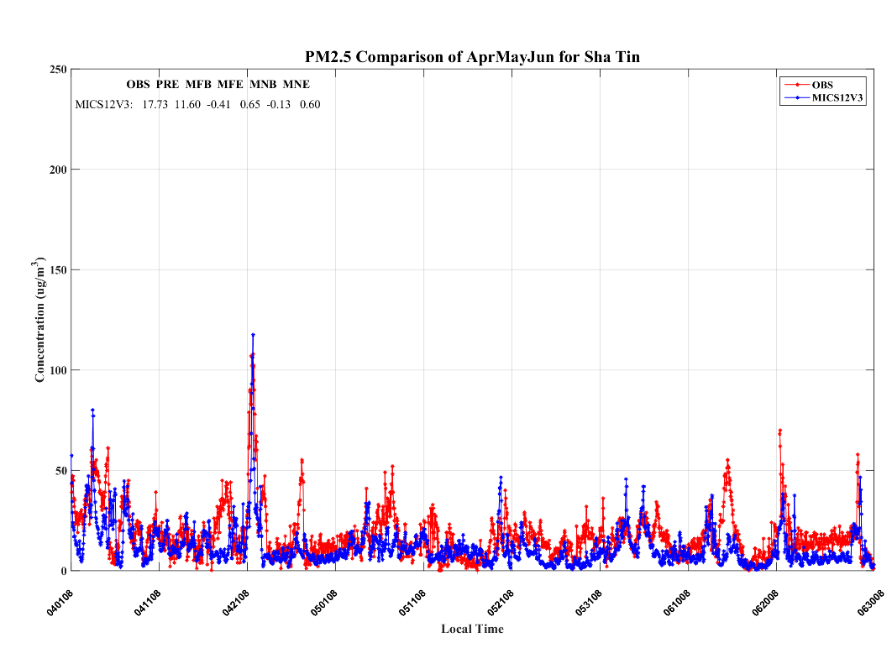 PM2.5 Comparison of AprMayJun for Sha Tin
250
200
150
100
50
0
Concentration (ug/m3)
OBS PRE MFB MFE MNB MNE
MICS12V3: 17.73 11.60 -0.41 0.65 -0.13 0.60
OBS
MICS12V3
040108 041108 042108 050108 051108 052108 053108 061008 062008 063008
Local Time